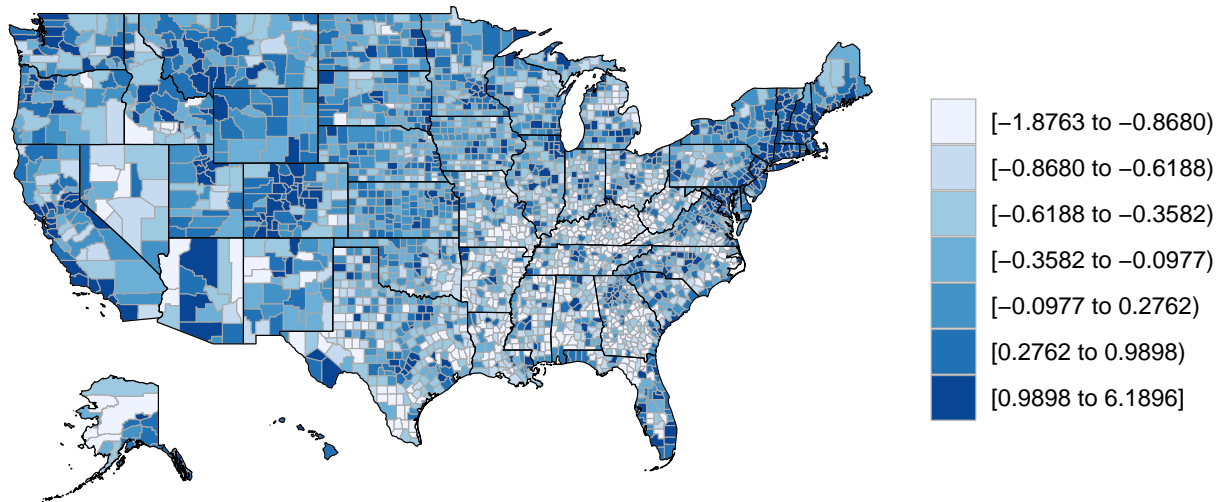 [−1.8763 to −0.8680)
[−0.8680 to −0.6188)
[−0.6188 to −0.3582)
[−0.3582 to −0.0977)
[−0.0977 to 0.2762)
[0.2762 to 0.9898)
[0.9898 to 6.1896]